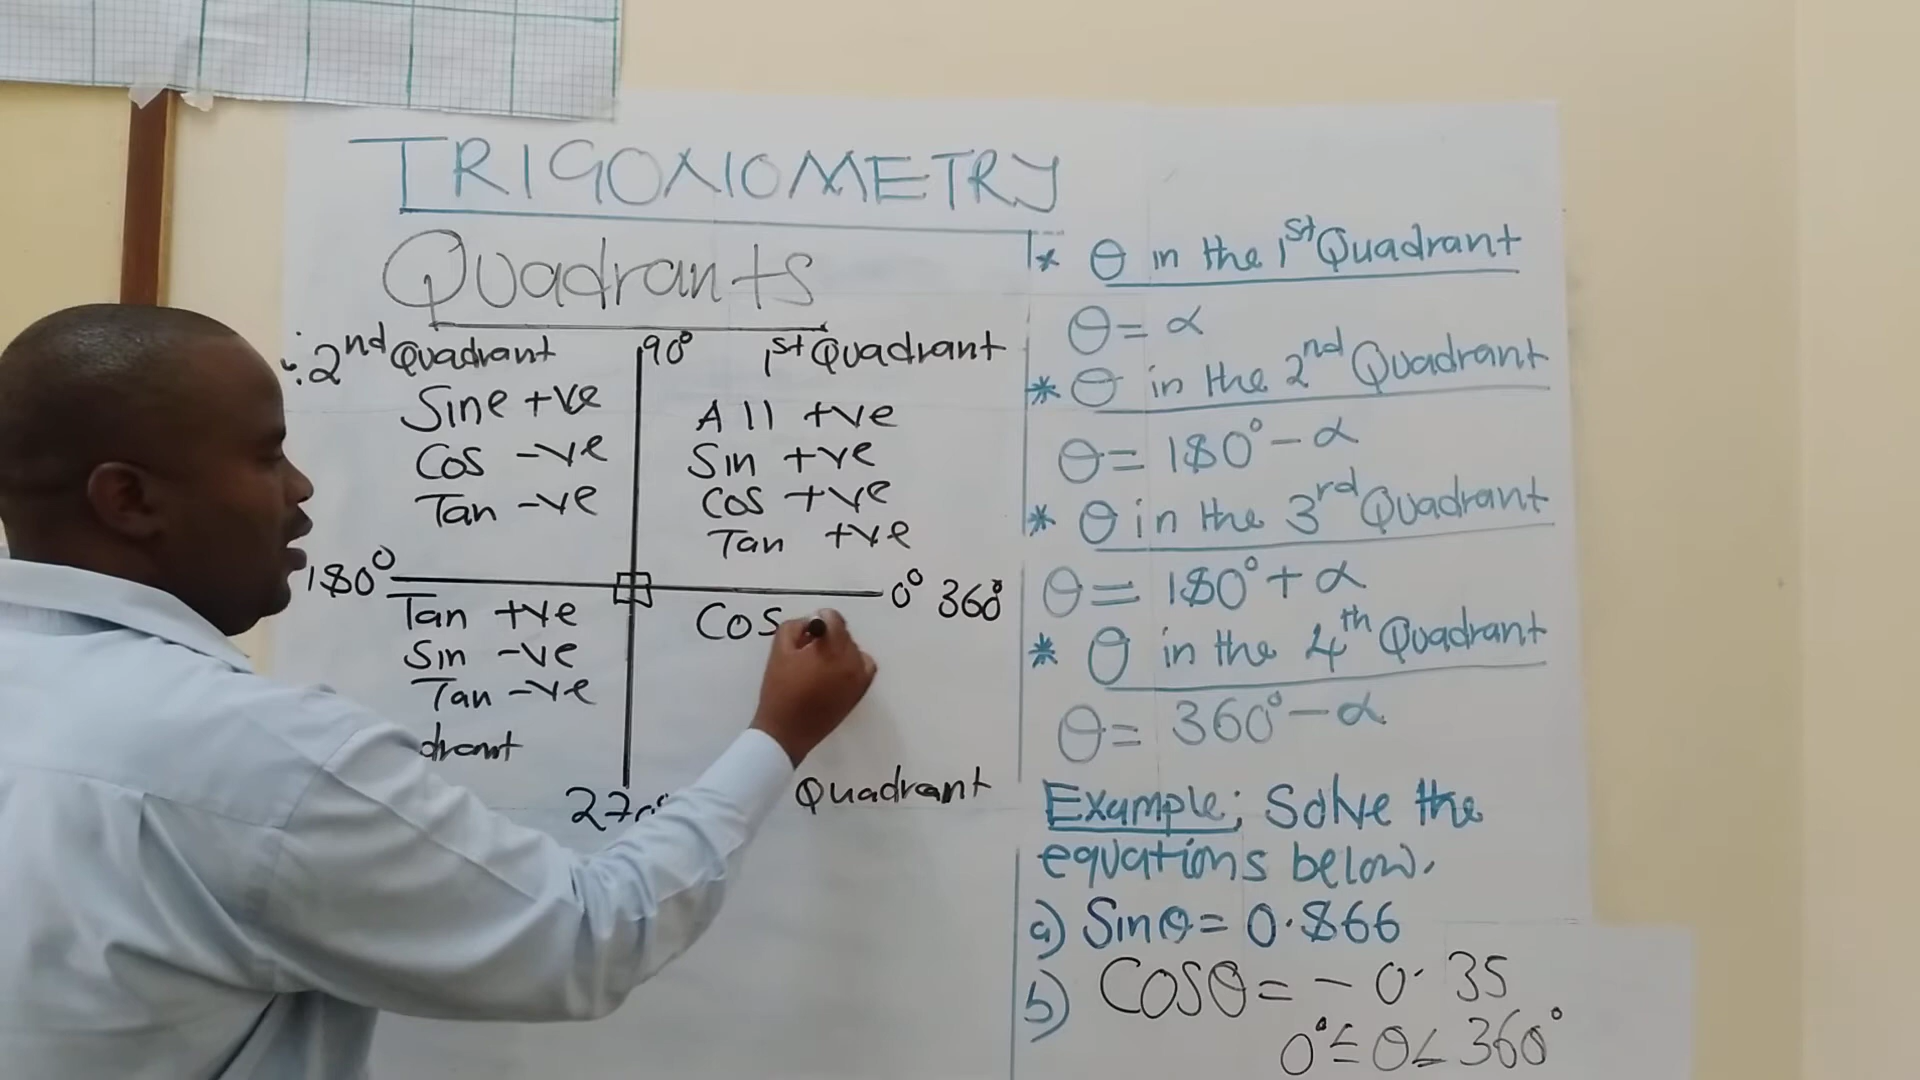 TRIGONOMETRY
Quadrants
∴ 2nd Quadrant
Sine +ve
Cos -ve
Tan -ve
90°
1st Quadrant
All +ve
Sin +ve
Cos +ve
Tan +ve
180°
0° 360°
Tan +ve
Sin -ve
Tan -ve
drant
Cos
Quadrant
* θ in the 1st Quadrant
θ = α
* θ in the 2nd Quadrant
θ = 180° - α
* θ in the 3rd Quadrant
θ = 180° + α
* θ in the 4th Quadrant
θ = 360° - α
Example; Solve the
equations below.
a) Sinθ = 0.866
b) Cosθ = - 0.35
0° ≤ θ ≤ 360°